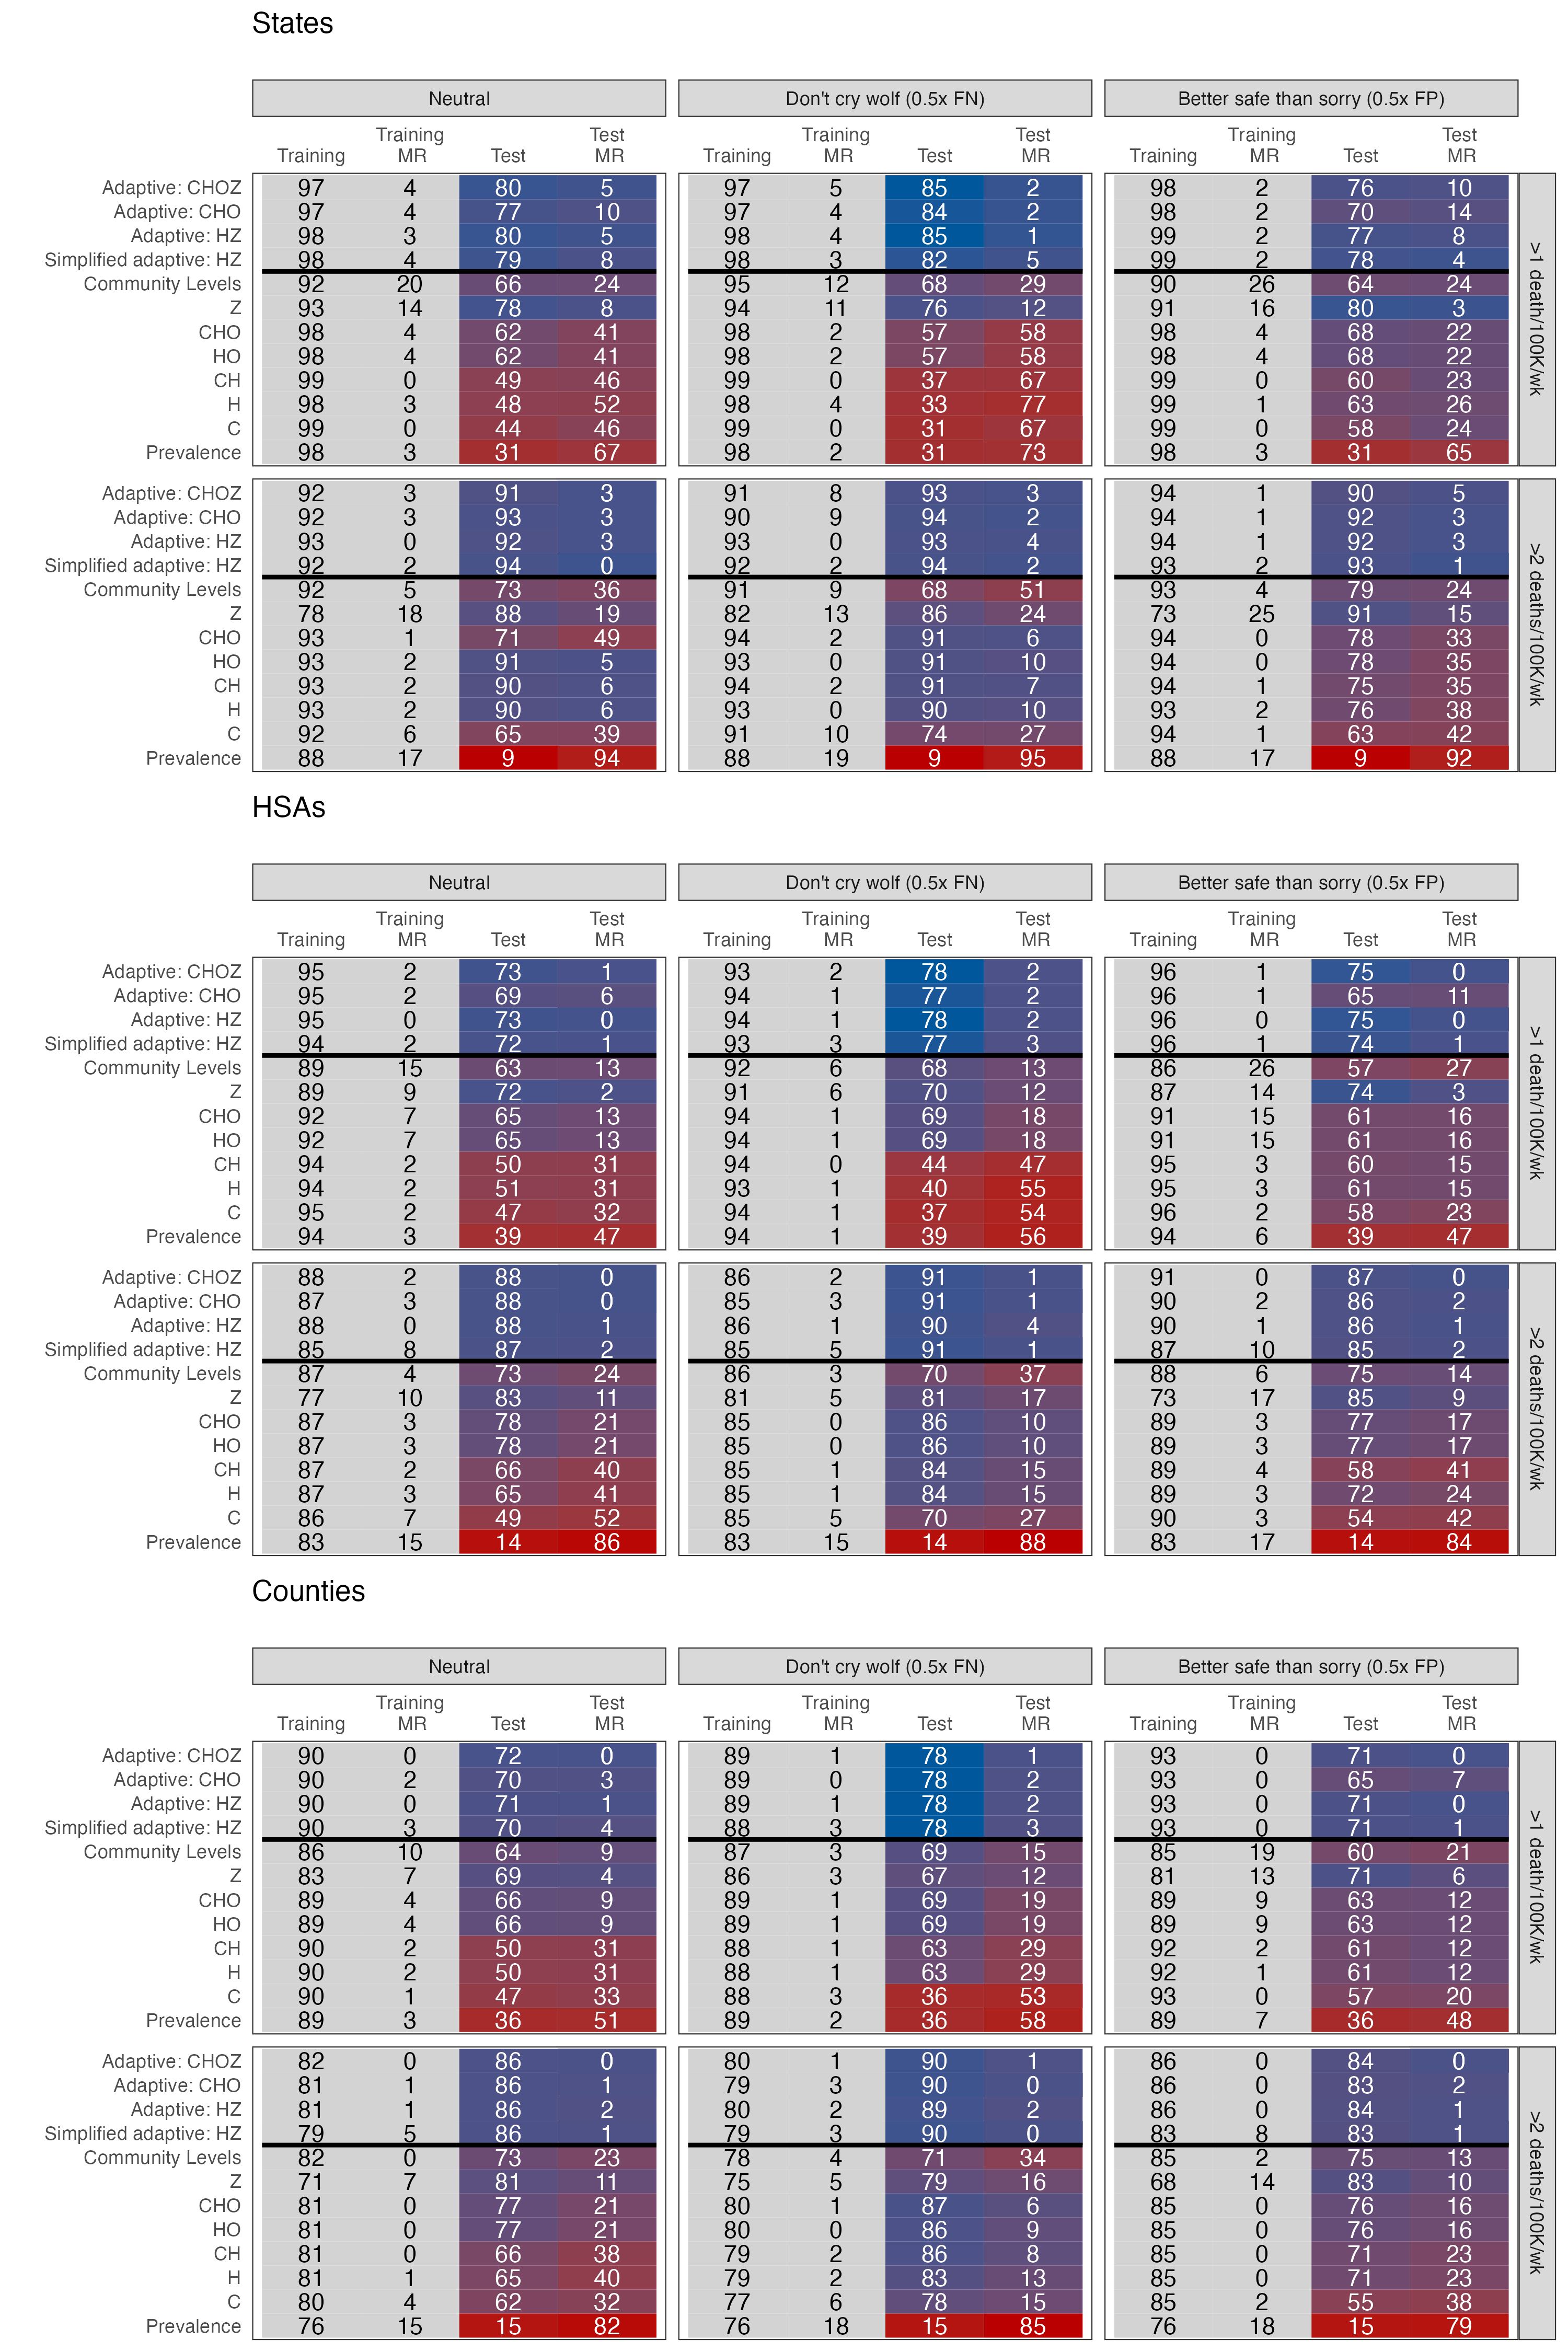 States
Neutral
Don't cry wolf (0.5x FN)
Better safe than sorry (0.5x FP)
Training Training MR Test Test MR Training Training MR Test Test MR Training Training MR Test Test MR
Adaptive: CHOZ 97 4 80 5 97 5 85 2 98 2 76 10
Adaptive: CHO 97 4 77 10 97 4 84 2 98 2 70 14
Adaptive: HZ 98 3 80 5 98 4 85 1 99 2 77 8
Simplified adaptive: HZ 98 4 79 8 98 3 82 5 99 2 78 4
Community Levels 92 20 66 24 95 12 68 29 90 26 64 24
Z 93 14 78 8 94 11 76 12 91 16 80 3
CHO 98 4 62 41 98 2 57 58 98 4 68 22
HO 98 4 62 41 98 2 57 58 98 4 68 22
CH 99 0 49 46 99 0 37 67 99 0 60 23
H 98 3 48 52 98 4 33 77 99 1 63 26
C 99 0 44 46 99 0 31 67 99 0 58 24
Prevalence 98 3 31 67 98 2 31 73 98 3 31 65
>1 death/100K/wk
Adaptive: CHOZ 92 3 91 3 91 8 93 3 94 1 90 5
Adaptive: CHO 92 3 93 3 90 9 94 2 94 1 92 3
Adaptive: HZ 93 0 92 3 93 0 93 4 94 1 92 3
Simplified adaptive: HZ 92 2 94 0 92 2 94 2 93 2 93 1
Community Levels 92 5 73 36 91 9 68 51 93 4 79 24
Z 78 18 88 19 82 13 86 24 73 25 91 15
CHO 93 1 71 49 94 2 91 6 94 0 78 33
HO 93 2 91 5 93 0 91 10 94 0 78 35
CH 93 2 90 6 94 2 91 7 94 1 75 35
H 93 2 90 6 93 0 90 10 93 2 76 38
C 92 6 65 39 91 10 74 27 94 1 63 42
Prevalence 88 17 9 94 88 19 9 95 88 17 9 92
>2 deaths/100K/wk
HSAs
Neutral
Don't cry wolf (0.5x FN)
Better safe than sorry (0.5x FP)
Training Training MR Test Test MR Training Training MR Test Test MR Training Training MR Test Test MR
Adaptive: CHOZ 95 2 73 1 93 2 78 2 96 1 75 0
Adaptive: CHO 95 2 69 6 94 1 77 2 96 1 65 11
Adaptive: HZ 95 0 73 0 94 1 78 2 96 0 75 0
Simplified adaptive: HZ 94 2 72 1 93 3 77 3 96 1 74 1
Community Levels 89 15 63 13 92 6 68 13 86 26 57 27
Z 89 9 72 2 91 6 70 12 87 14 74 3
CHO 92 7 65 13 94 1 69 18 91 15 61 16
HO 92 7 65 13 94 1 69 18 91 15 61 16
CH 94 2 50 31 94 0 44 47 95 3 60 15
H 94 2 51 31 93 1 40 55 95 3 61 15
C 95 2 47 32 94 1 37 54 96 2 58 23
Prevalence 94 3 39 47 94 1 39 56 94 6 39 47
>1 death/100K/wk
Adaptive: CHOZ 88 2 88 0 86 2 91 1 91 0 87 0
Adaptive: CHO 87 3 88 0 85 3 91 1 90 2 86 2
Adaptive: HZ 88 0 88 1 86 1 90 4 90 1 86 1
Simplified adaptive: HZ 85 8 87 2 85 5 91 1 87 10 85 2
Community Levels 87 4 73 24 86 3 70 37 88 6 75 14
Z 77 10 83 11 81 5 81 17 73 17 85 9
CHO 87 3 78 21 85 0 86 10 89 3 77 17
HO 87 3 78 21 85 0 86 10 89 3 77 17
CH 87 2 66 40 85 1 84 15 89 4 58 41
H 87 3 65 41 85 1 84 15 89 3 72 24
C 86 7 49 52 85 5 70 27 90 3 54 42
Prevalence 83 15 14 86 83 15 14 88 83 17 14 84
>2 deaths/100K/wk
Counties
Neutral
Don't cry wolf (0.5x FN)
Better safe than sorry (0.5x FP)
Training Training MR Test Test MR Training Training MR Test Test MR Training Training MR Test Test MR
Adaptive: CHOZ 90 0 72 0 89 1 78 1 93 0 71 0
Adaptive: CHO 90 2 70 3 89 0 78 2 93 0 65 7
Adaptive: HZ 90 0 71 1 89 1 78 2 93 0 71 0
Simplified adaptive: HZ 90 3 70 4 88 3 78 3 93 0 71 1
Community Levels 86 10 64 9 87 3 69 15 85 19 60 21
Z 83 7 69 4 86 3 67 12 81 13 71 6
CHO 89 4 66 9 89 1 69 19 89 9 63 12
HO 89 4 66 9 89 1 69 19 89 9 63 12
CH 90 2 50 31 88 1 63 29 92 2 61 12
H 90 2 50 31 88 1 63 29 92 1 61 12
C 90 1 47 33 88 3 36 53 93 0 57 20
Prevalence 89 3 36 51 89 2 36 58 89 7 36 48
>1 death/100K/wk
Adaptive: CHOZ 82 0 86 0 80 1 90 1 86 0 84 0
Adaptive: CHO 81 1 86 1 79 3 90 0 86 0 83 2
Adaptive: HZ 81 1 86 2 80 2 89 2 86 0 84 1
Simplified adaptive: HZ 79 5 86 1 79 3 90 0 83 8 83 1
Community Levels 82 0 73 23 78 4 71 34 85 2 75 13
Z 71 7 81 11 75 5 79 16 68 14 83 10
CHO 81 0 77 21 80 1 87 6 85 0 76 16
HO 81 0 77 21 80 0 86 9 85 0 76 16
CH 81 0 66 38 79 2 86 8 85 0 71 23
H 81 1 65 40 79 2 83 13 85 0 71 23
C 80 4 62 32 77 6 78 15 85 2 55 38
Prevalence 76 15 15 82 76 18 15 85 76 18 15 79
>2 deaths/100K/wk